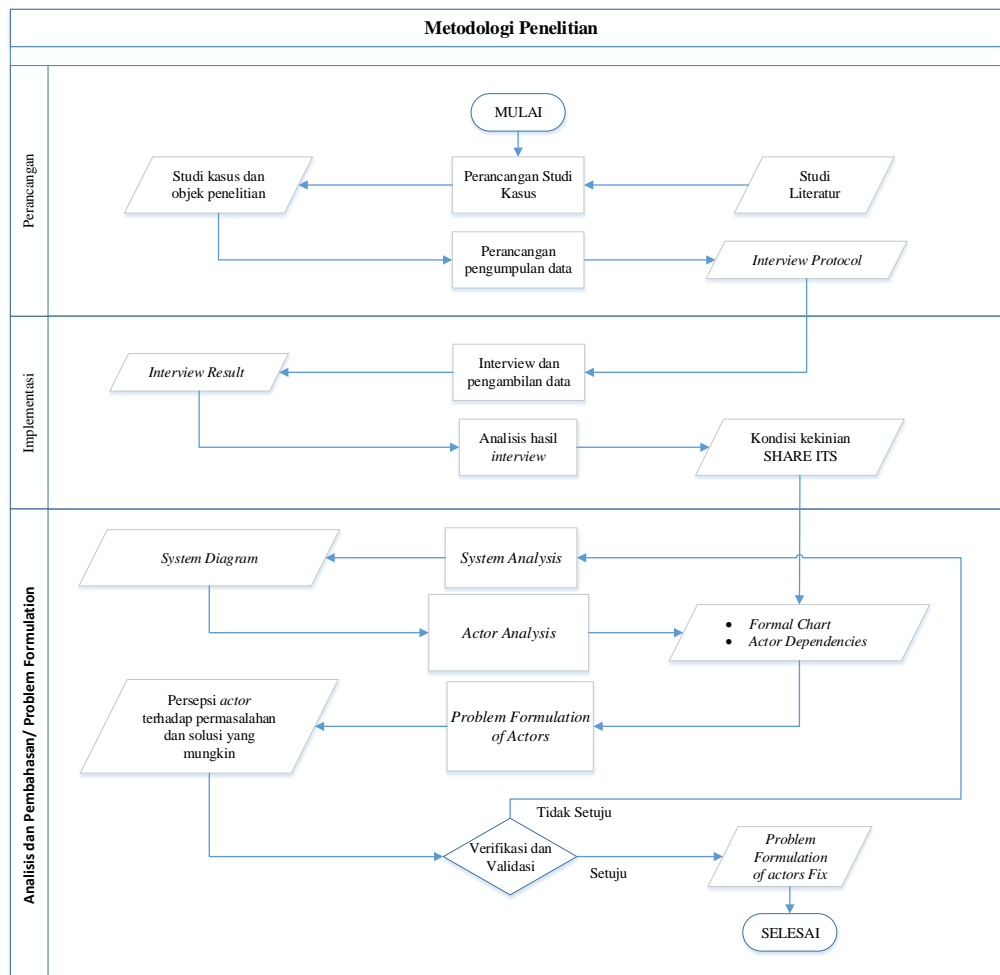 Metodologi Penelitian
Perancangan
MULAI
Studi kasus dan
objek penelitian
Perancangan Studi
Kasus
Studi
Literatur
Perancangan
pengumpulan data
Interview Protocol
Implementasi
Interview Result
Interview dan
pengambilan data
Analisis hasil
interview
Kondisi kekinian
SHARE ITS
Analisis dan Pembahasan/ Problem Formulation
System Diagram
System Analysis
Actor Analysis
• Formal Chart
• Actor Dependencies
Persepsi actor
terhadap permasalahan
dan solusi yang
mungkin
Problem Formulation
of Actors
Tidak Setuju
Verifikasi dan
Validasi
Setuju
Problem
Formulation
of actors Fix
SELESAI